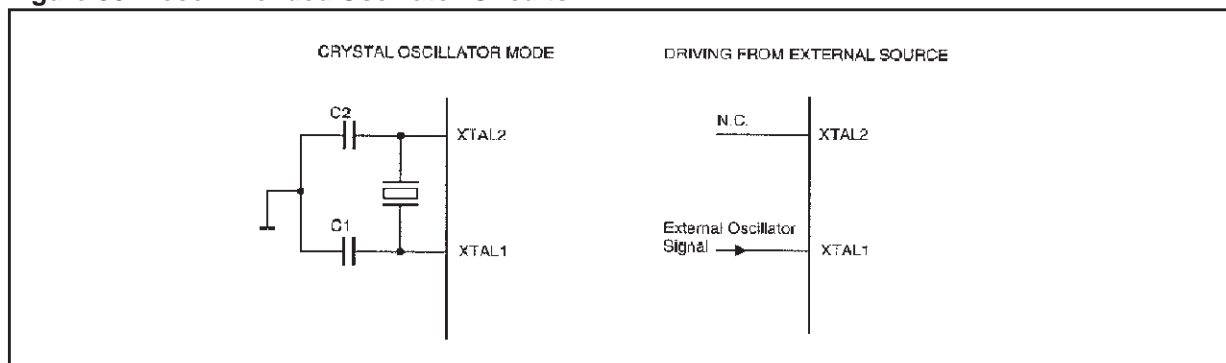 CRYSTAL OSCILLATOR MODE
C2
XTAL2
C1
XTAL1
DRIVING FROM EXTERNAL SOURCE
N.C.
XTAL2
External Oscillator
Signal
XTAL1